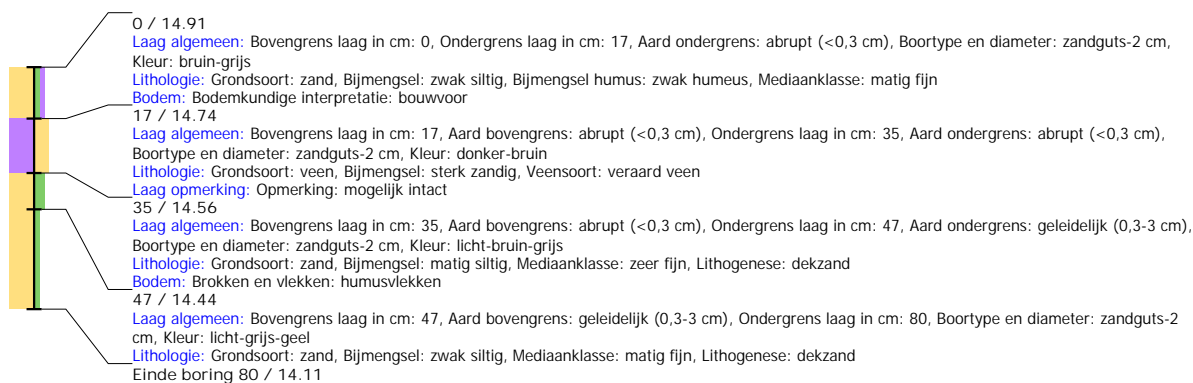 0 / 14.91
Laag algemeen: Bovengrens laag in cm: 0, Ondergrens laag in cm: 17, Aard ondergrens: abrupt (<0,3 cm), Boortype en diameter: zandguts-2 cm,
Kleur: bruin-grijs
Lithologie: Grondsoort: zand, Bijmengsel: zwak siltig, Bijmengsel humus: zwak humeus, Mediaanklasse: matig fijn
Bodem: Bodemkundige interpretatie: bouwvoor
17 / 14.74
Laag algemeen: Bovengrens laag in cm: 17, Aard bovengrens: abrupt (<0,3 cm), Ondergrens laag in cm: 35, Aard ondergrens: abrupt (<0,3 cm),
Boortype en diameter: zandguts-2 cm, Kleur: donker-bruin
Lithologie: Grondsoort: veen, Bijmengsel: sterk zandig, Veensoort: veraard veen
Laag opmerking: Opmerking: mogelijk intact
35 / 14.56
Laag algemeen: Bovengrens laag in cm: 35, Aard bovengrens: abrupt (<0,3 cm), Ondergrens laag in cm: 47, Aard ondergrens: geleidelijk (0,3-3 cm),
Boortype en diameter: zandguts-2 cm, Kleur: licht-bruin-grijs
Lithologie: Grondsoort: zand, Bijmengsel: matig siltig, Mediaanklasse: zeer fijn, Lithogenese: dekzand
Bodem: Brokken en vlekken: humusvlekken
47 / 14.44
Laag algemeen: Bovengrens laag in cm: 47, Aard bovengrens: geleidelijk (0,3-3 cm), Ondergrens laag in cm: 80, Boortype en diameter: zandguts-2
cm, Kleur: licht-grijs-geel
Lithologie: Grondsoort: zand, Bijmengsel: zwak siltig, Mediaanklasse: matig fijn, Lithogenese: dekzand
Einde boring 80 / 14.11